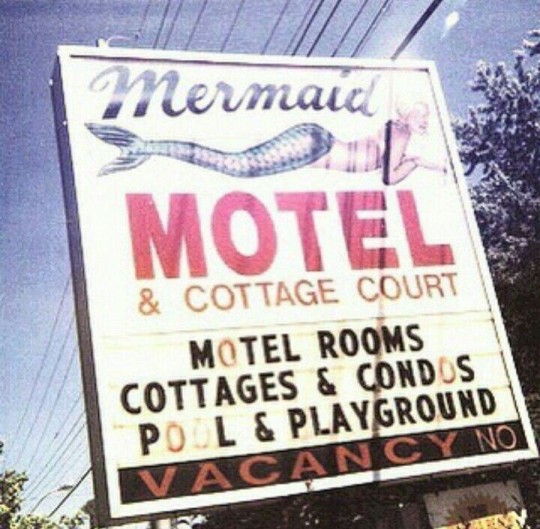 Mermaid
MOTEL
& COTTAGE COURT
MOTEL ROOMS
COTTAGES & CONDOS
POOL & PLAYGROUND
VACANCY NO